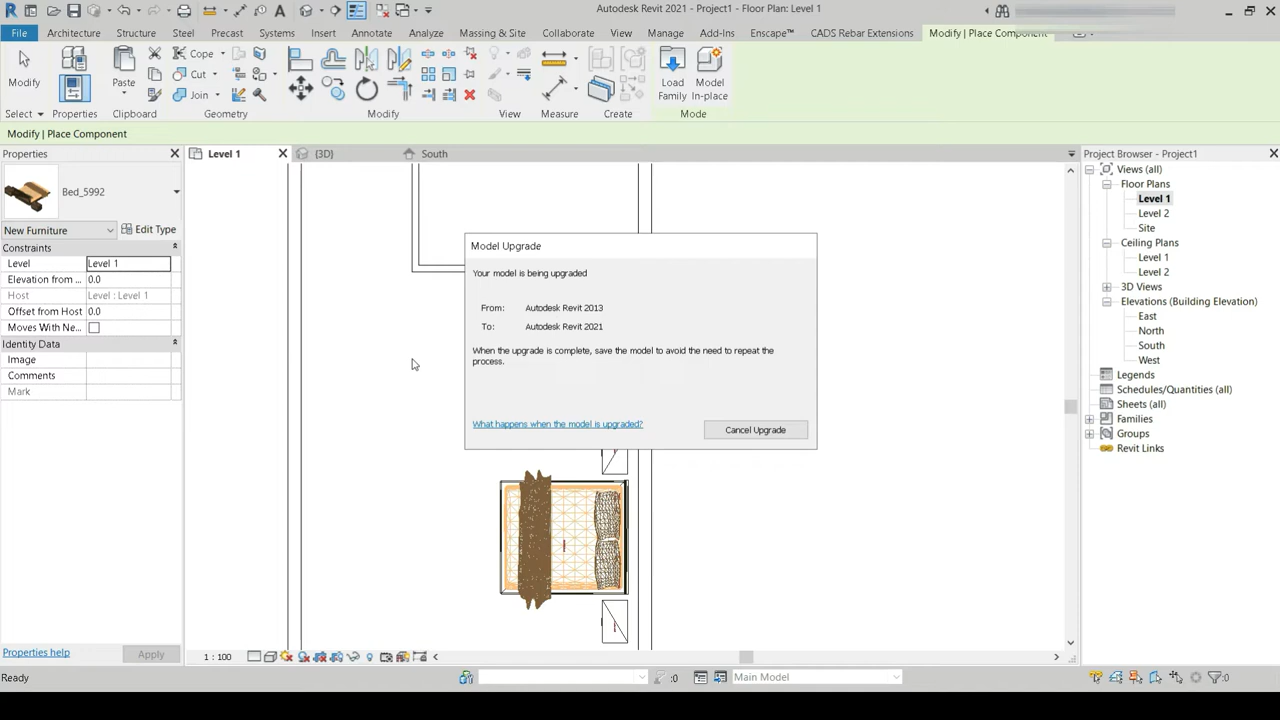 Autodesk Revit 2021 - Project1 - Floor Plan: Level 1
File Architecture Structure Steel Precast Systems Insert Annotate Analyze Massing & Site Collaborate View Manage Add-Ins Enscape™ CADS Rebar Extensions Modify | Place Component
Cope
Cut
Join
Modify Paste Load Family Model In-place
Select Properties Clipboard Geometry Modify View Measure Create Mode
Modify | Place Component
Properties
Level 1 {3D} South
Project Browser - Project1
Bed_5992
New Furniture Edit Type
Constraints
Level Level 1
Elevation from ... 0.0
Host Level : Level 1
Offset from Host 0.0
Moves With Ne...
Identity Data
Image
Comments
Mark
Properties help Apply
Model Upgrade
Your model is being upgraded
From: Autodesk Revit 2013
To: Autodesk Revit 2021
When the upgrade is complete, save the model to avoid the need to repeat the
process.
What happens when the model is upgraded? Cancel Upgrade
Views (all)
Floor Plans
Level 1
Level 2
Site
Ceiling Plans
Level 1
Level 2
3D Views
Elevations (Building Elevation)
East
North
South
West
Legends
Schedules/Quantities (all)
Sheets (all)
Families
Groups
Revit Links
1 : 100
Ready :0 Main Model :0